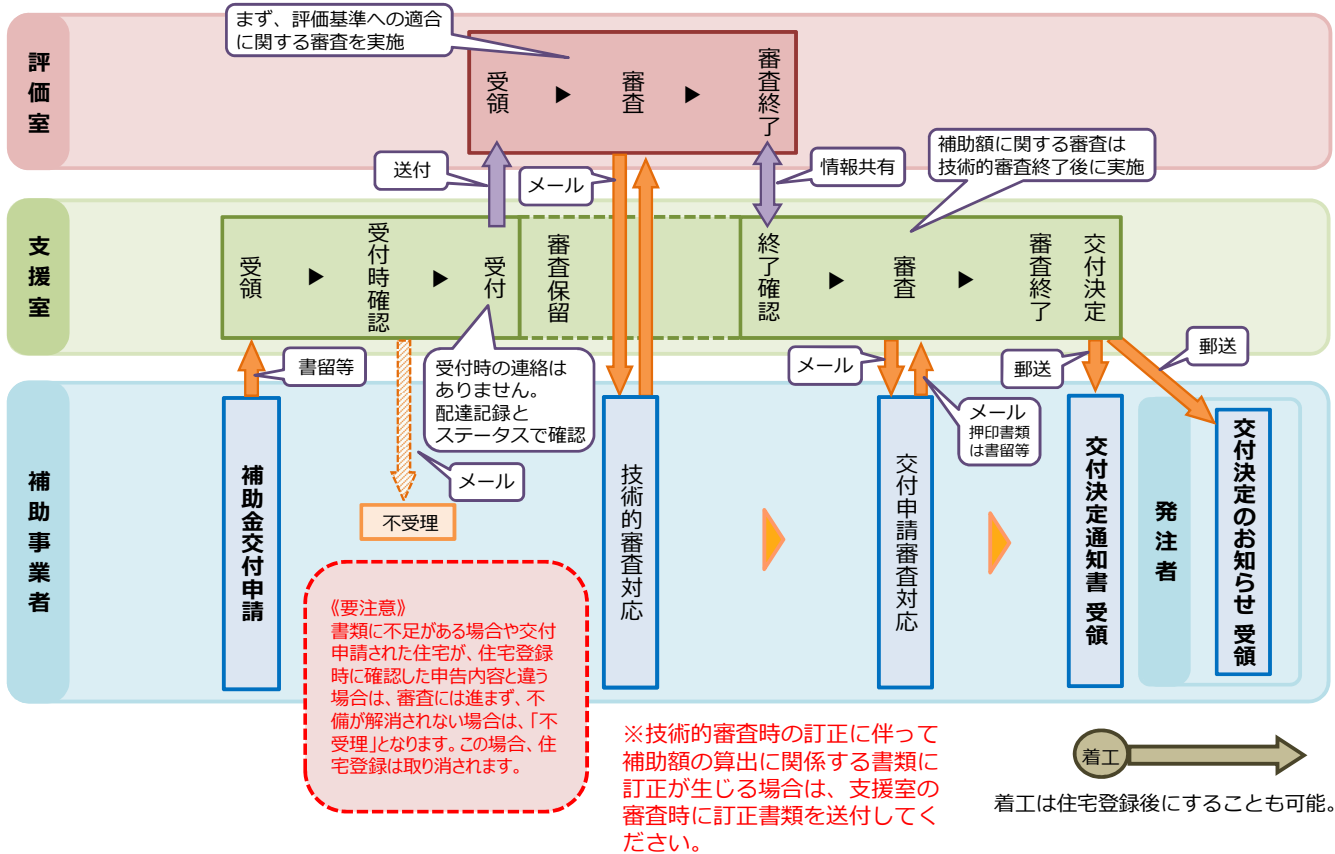 まず、評価基準への適合
に関する審査を実施
評価室
受領
▶
審査
▶
審査終了
送付
メール
情報共有
補助額に関する審査は
技術的審査終了後に実施
支援室
受領
▶
受付時確認
▶
受付
審査保留
終了確認
▶
審査
▶
審査終了
交付決定
書留等
受付時の連絡は
ありません。
配達記録と
ステータスで確認
メール
メール
押印書類
は書留等
郵送
郵送
メール
不受理
補助事業者
補助金交付申請
技術的審査対応
交付申請審査対応
交付決定通知書 受領
発注者
交付決定のお知らせ 受領
《要注意》
書類に不足がある場合や交付
申請された住宅が、住宅登録
時に確認した申告内容と違う
場合は、審査には進まず、不
備が解消されない場合は、「不
受理」となります。この場合、住
宅登録は取り消されます。
※技術的審査時の訂正に伴って
補助額の算出に関係する書類に
訂正が生じる場合は、支援室の
審査時に訂正書類を送付してく
ださい。
着工
着工は住宅登録後にすることも可能。